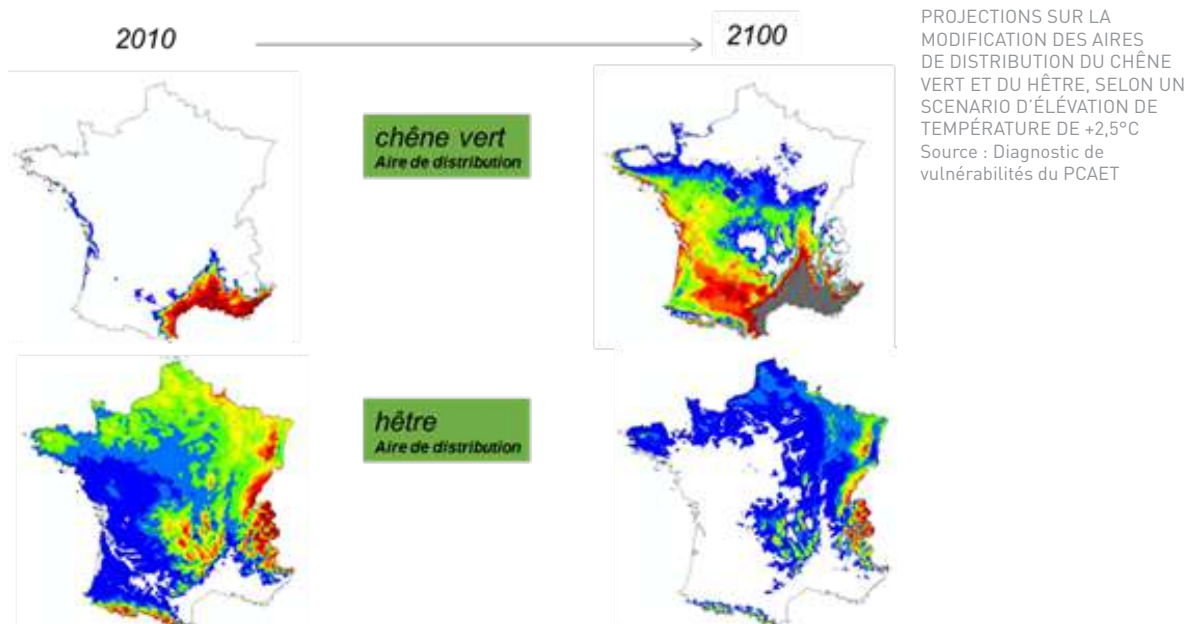 2010
2100
PROJECTIONS SUR LA
MODIFICATION DES AIRES
DE DISTRIBUTION DU CHÊNE
VERT ET DU HÊTRE, SELON UN
SCENARIO D'ÉLÉVATION DE
TEMPÉRATURE DE +2,5°C
Source : Diagnostic de
vulnérabilités du PCAET
chêne vert
Aire de distribution
hêtre
Aire de distribution